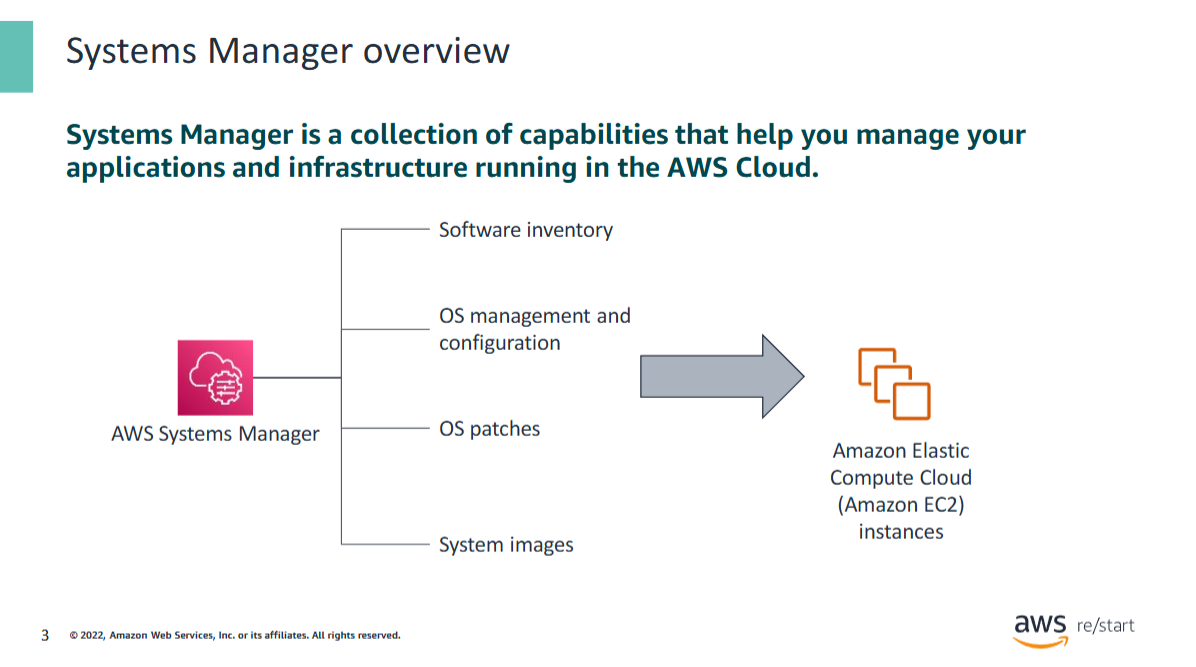 Systems Manager overview
Systems Manager is a collection of capabilities that help you manage your
applications and infrastructure running in the AWS Cloud.
AWS Systems Manager
Software inventory
OS management and
configuration
OS patches
System images
Amazon Elastic
Compute Cloud
(Amazon EC2)
instances
3 © 2022, Amazon Web Services, Inc. or its affiliates. All rights reserved.
aws re/start